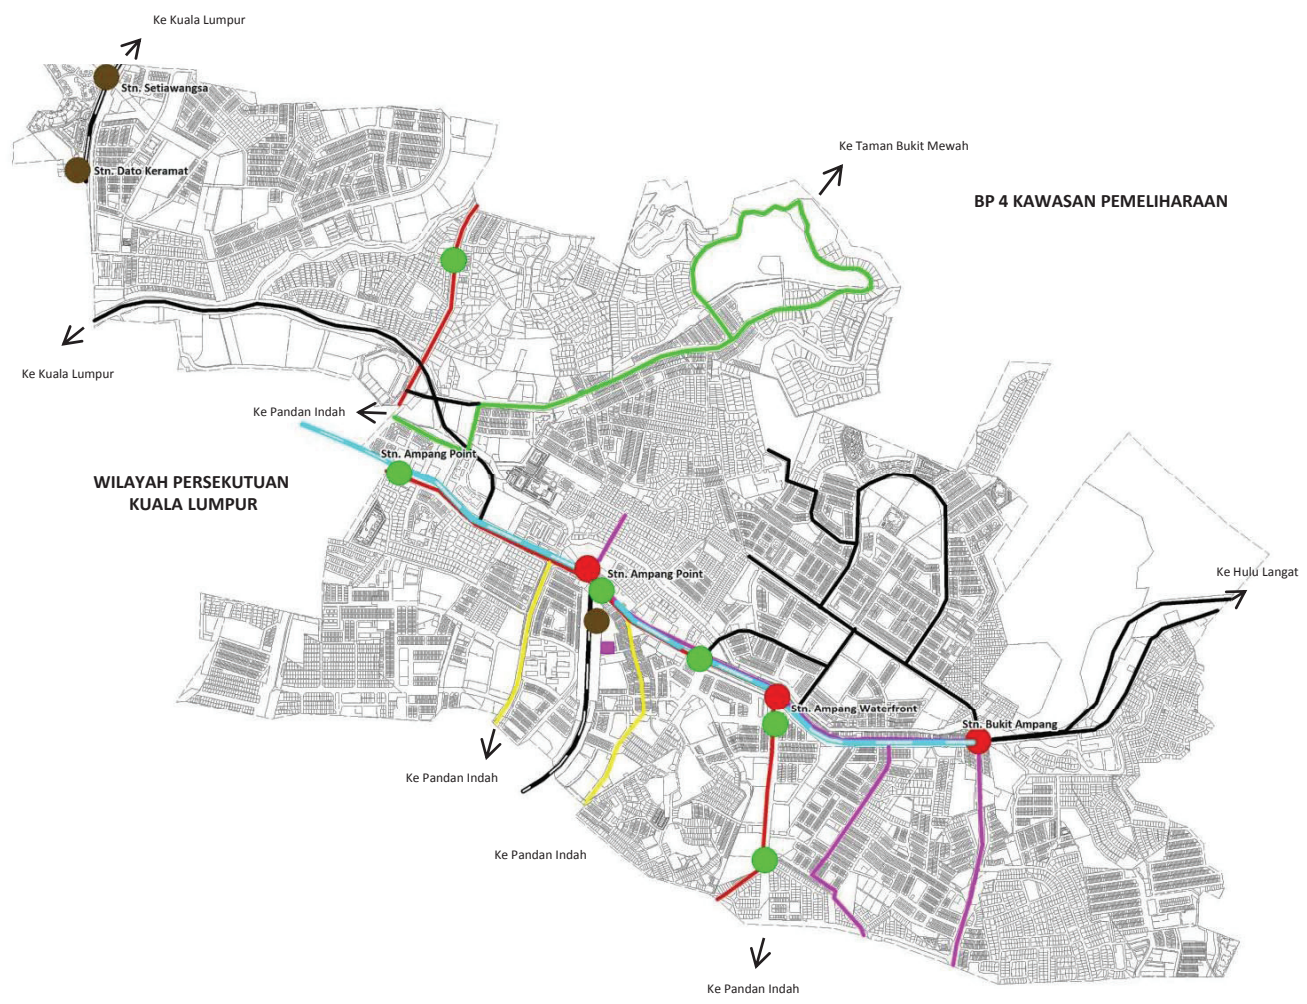 Ke Kuala Lumpur
Stn. Setiawangsa
Ke Taman Bukit Mewah
Stn. Dato Keramat
BP 4 KAWASAN PEMELIHARAAN
Ke Kuala Lumpur
Ke Pandan Indah
Stn. Ampang Point
WILAYAH PERSEKUTUAN
KUALA LUMPUR
Stn. Ampang Point
Ke Hulu Langat
Stn. Ampang Waterfront
Stn. Bukit Ampang
Ke Pandan Indah
Ke Pandan Indah
Ke Pandan Indah